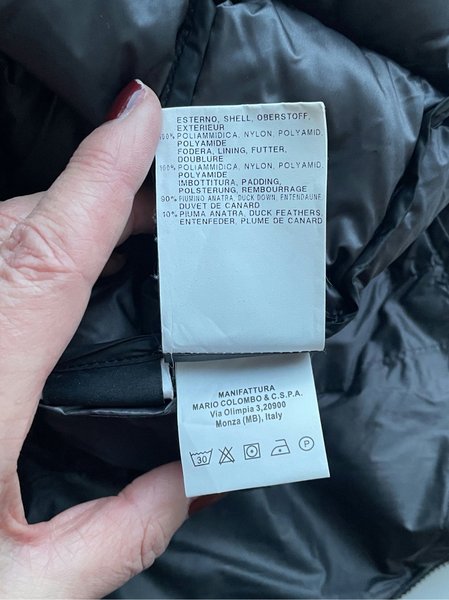 ESTERNO, SHELL, OBERSTOFF,
EXTERIEUR
100% POLIAMMIDICA, NYLON, POLYAMID,
POLYAMIDE
FODERA, LINING, FUTTER,
DOUBLURE
100% POLIAMMIDICA, NYLON, POLYAMID,
POLYAMIDE
IMBOTTITURA, PADDING,
POLSTERUNG, REMBOURRAGE
90% PIUMINO ANATRA, DUCK DOWN, ENTENDAUNE,
DUVET DE CANARD
10% PIUMA ANATRA, DUCK FEATHERS,
ENTENFEDER, PLUME DE CANARD
MANIFATTURA
MARIO COLOMBO & C.S.P.A.
Via Olimpia 3,20900
Monza (MB), Italy
30 P